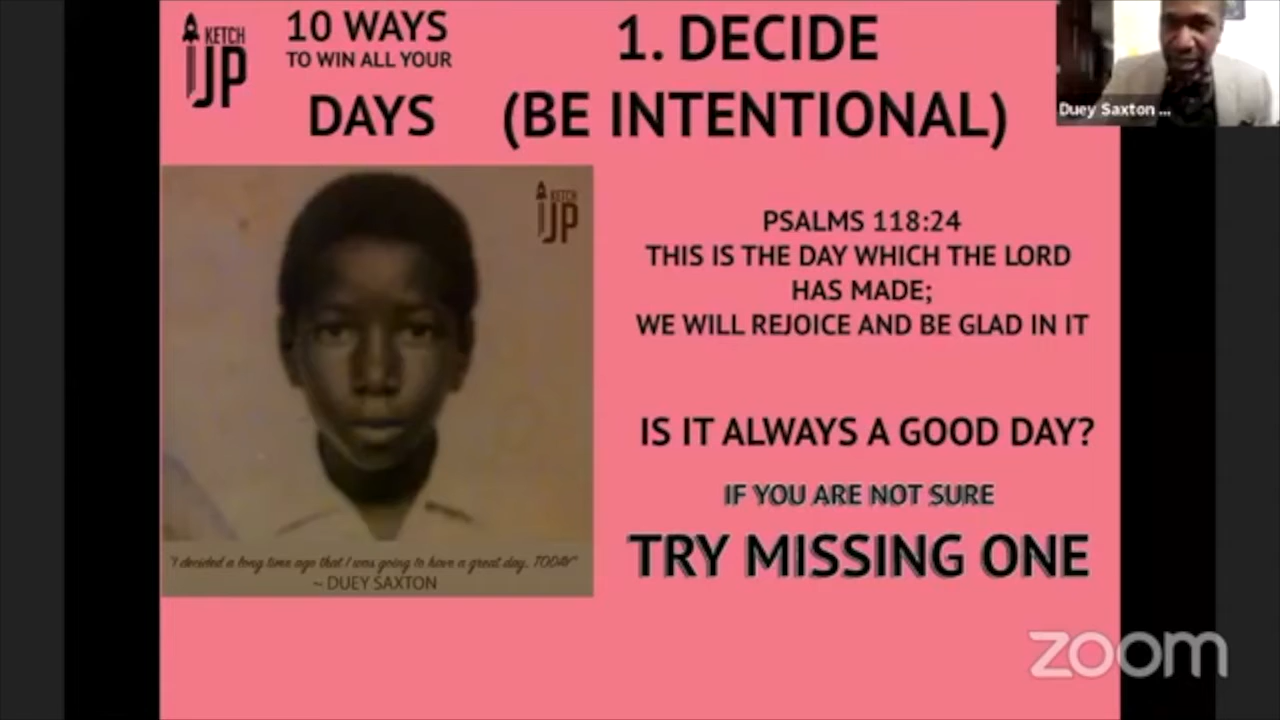 KETCH
UP
10 WAYS
TO WIN ALL YOUR
DAYS
1. DECIDE
(BE INTENTIONAL)
Duey Saxton ...
KETCH
UP
PSALMS 118:24
THIS IS THE DAY WHICH THE LORD
HAS MADE;
WE WILL REJOICE AND BE GLAD IN IT
IS IT ALWAYS A GOOD DAY?
IF YOU ARE NOT SURE
TRY MISSING ONE
"I decided a long time ago that I was going to have a great day, TODAY"
~ DUEY SAXTON
zoom